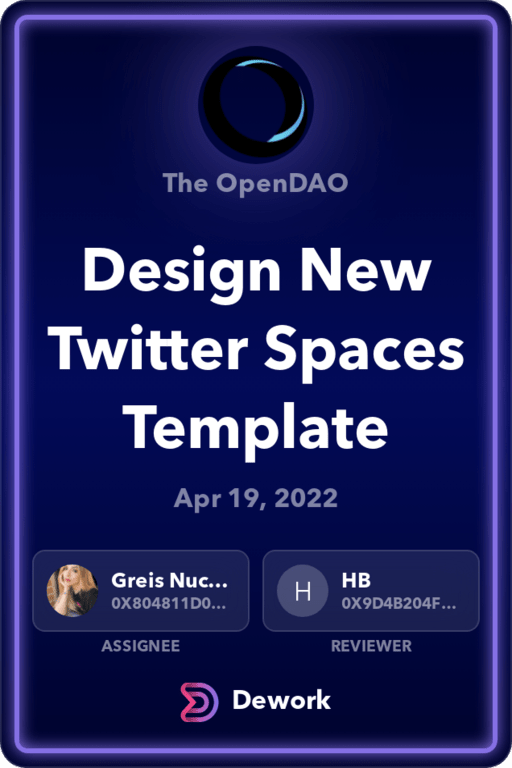 The OpenDAO
Design New
Twitter Spaces
Template
Apr 19, 2022
Greis Nuc...
0X804811D0...
ASSIGNEE
H
HB
0X9D4B204F...
REVIEWER
Dework